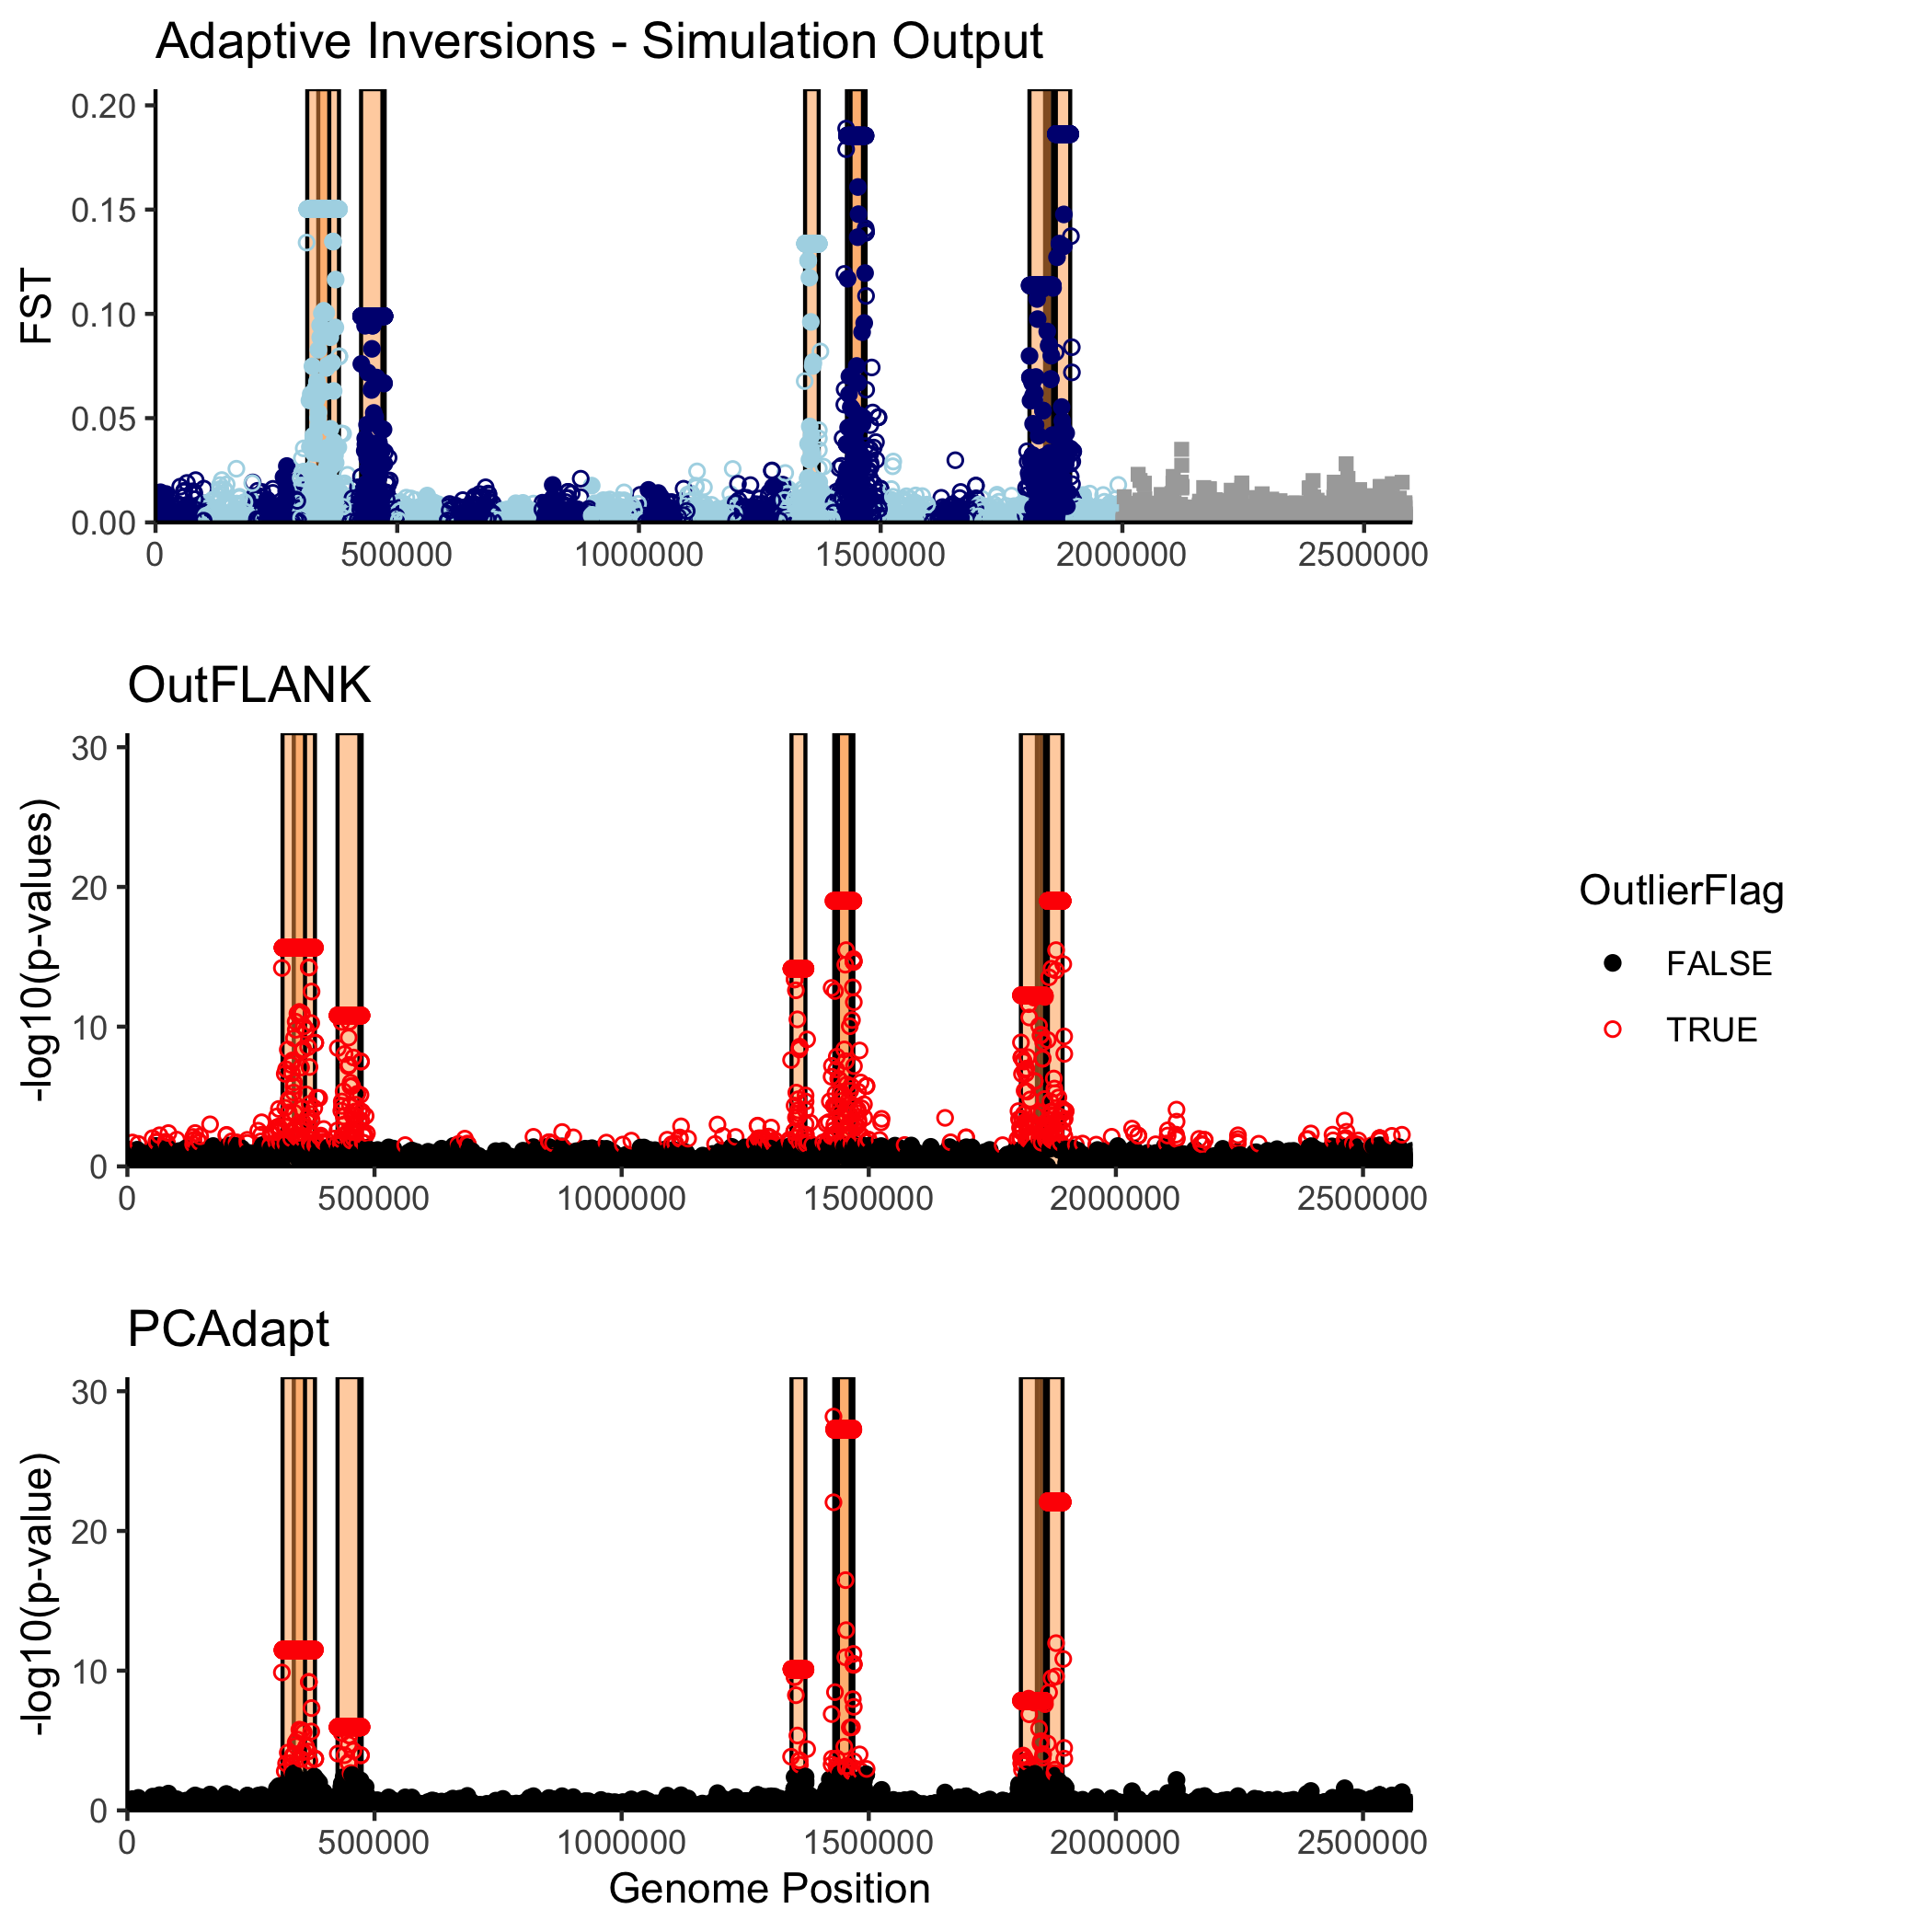 Adaptive Inversions - Simulation Output
FST
0.20
0.15
0.10
0.05
0.00
0 500000 1000000 1500000 2000000 2500000
OutFLANK
-log10(p-values)
30
20
10
0
0 500000 1000000 1500000 2000000 2500000
OutlierFlag
FALSE
TRUE
PCAdapt
-log10(p-value)
30
20
10
0
0 500000 1000000 1500000 2000000 2500000
Genome Position